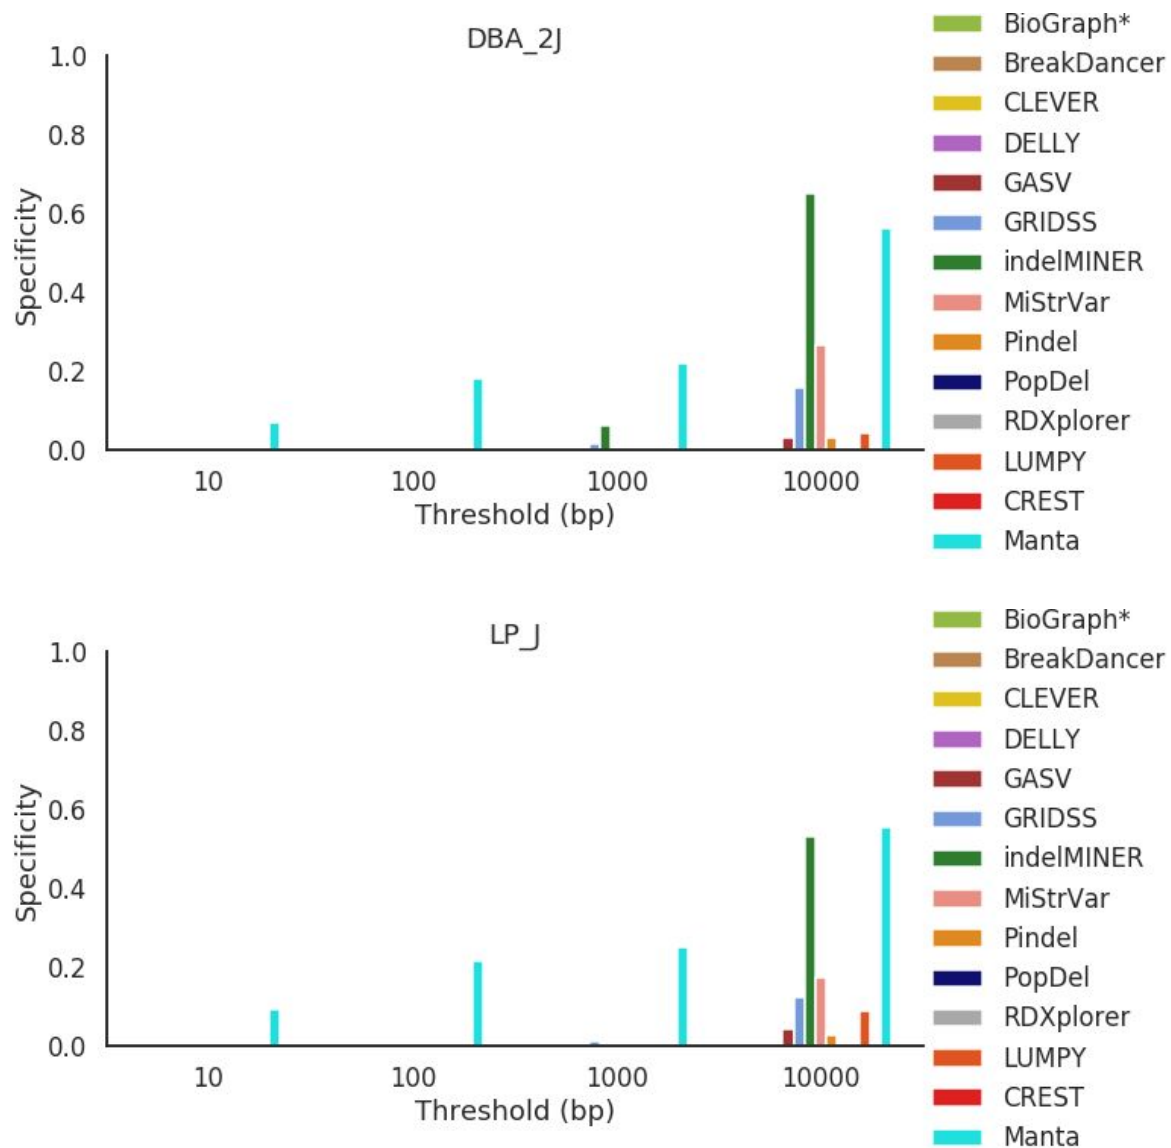 DBA_2J
1.0
0.8
0.6
0.4
0.2
0.0
Specificity
10 100 1000 10000
Threshold (bp)
BioGraph*
BreakDancer
CLEVER
DELLY
GASV
GRIDSS
indelMINER
MiStrVar
Pindel
PopDel
RDXplorer
LUMPY
CREST
Manta
LP_J
1.0
0.8
0.6
0.4
0.2
0.0
Specificity
10 100 1000 10000
Threshold (bp)
BioGraph*
BreakDancer
CLEVER
DELLY
GASV
GRIDSS
indelMINER
MiStrVar
Pindel
PopDel
RDXplorer
LUMPY
CREST
Manta